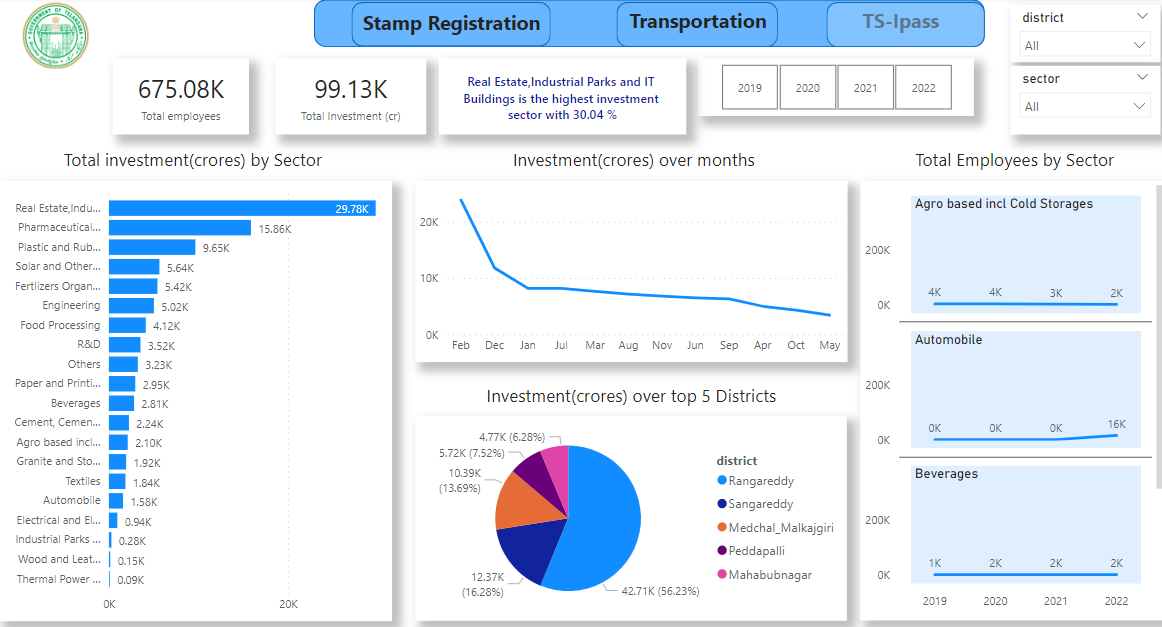 Stamp Registration
Transportation
TS-Ipass
district
All
sector
All
675.08K
Total employees
99.13K
Total Investment (cr)
Real Estate,Industrial Parks and IT
Buildings is the highest investment
sector with 30.04 %
2019
2020
2021
2022
Total investment(crores) by Sector
Real Estate,Indu... 29.78K
Pharmaceutical... 15.86K
Plastic and Rub... 9.65K
Solar and Other... 5.64K
Fertlizers Organ... 5.42K
Engineering 5.02K
Food Processing 4.12K
R&D 3.52K
Others 3.23K
Paper and Printi... 2.95K
Beverages 2.81K
Cement, Cemen... 2.24K
Agro based incl... 2.10K
Granite and Sto... 1.92K
Textiles 1.84K
Automobile 1.58K
Electrical and El... 0.94K
Industrial Parks ... 0.28K
Wood and Leat... 0.15K
Thermal Power ... 0.09K
0K 20K
Investment(crores) over months
20K
10K
0K
Feb Dec Jan Jul Mar Aug Nov Jun Sep Apr Oct May
Investment(crores) over top 5 Districts
4.77K (6.28%)
5.72K (7.52%)
10.39K
(13.69%)
12.37K
(16.28%)
42.71K (56.23%)
district
Rangareddy
Sangareddy
Medchal_Malkajgiri
Peddapalli
Mahabubnagar
Total Employees by Sector
Agro based incl Cold Storages
200K
0K
4K 4K 3K 2K
Automobile
200K
0K
0K 0K 0K 16K
Beverages
200K
0K
1K 2K 2K 2K
2019 2020 2021 2022